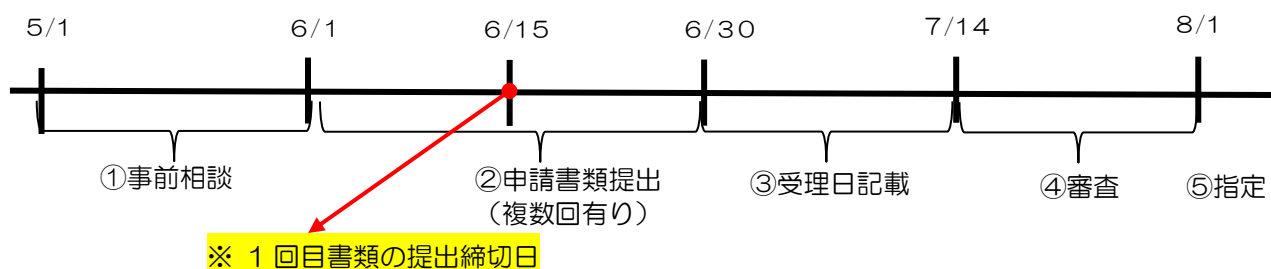 5/1 6/1 6/15 6/30 7/14 8/1
①事前相談 ②申請書類提出 ③受理日記載 ④審査 ⑤指定
（複数回有り）
※ 1回目書類の提出締切日